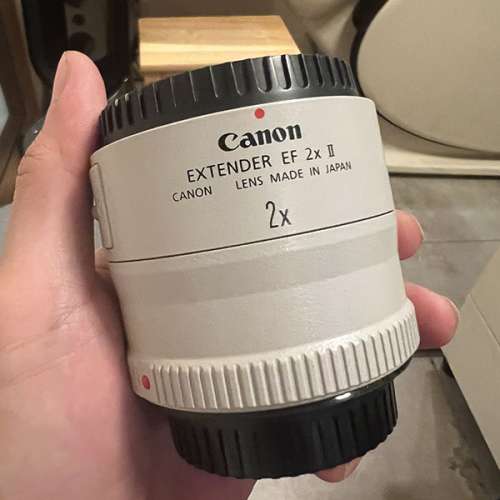 Canon
EXTENDER EF 2x II
CANON LENS MADE IN JAPAN
2x